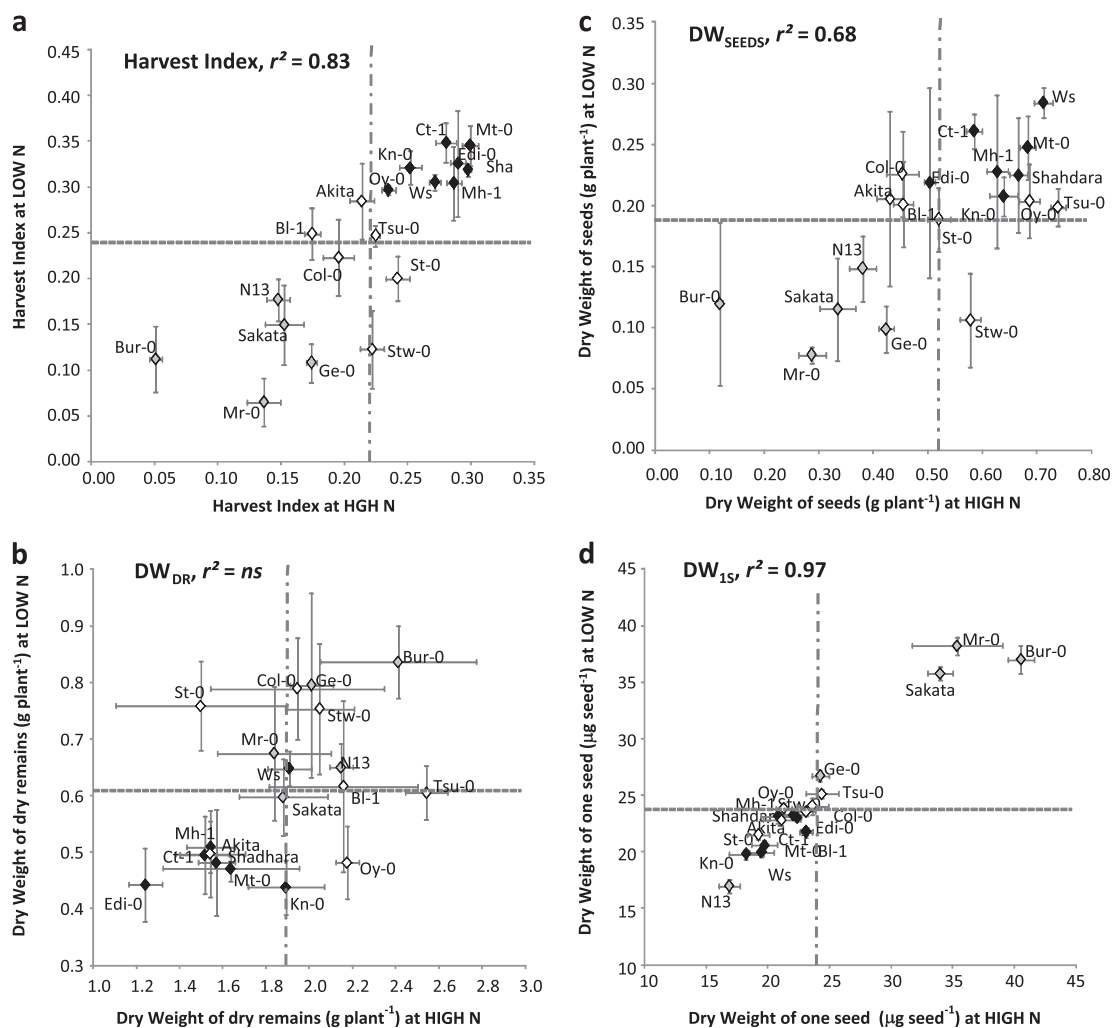 a
Harvest Index, r² = 0.83
Harvest Index at LOW N
0.45
0.40
0.35
0.30
0.25
0.20
0.15
0.10
0.05
0.00
Ct-1
Mt-0
Kn-0
Edi-0
Sha
Oy-0
Ws
Mh-1
Akita
Bl-1
Tsu-0
Col-0
St-0
N13
Sakata
Stw-0
Bur-0
Ge-0
Mr-0
0.00 0.05 0.10 0.15 0.20 0.25 0.30 0.35
Harvest Index at HGH N
c
DWSEEDS, r² = 0.68
Dry Weight of seeds (g plant⁻¹) at LOW N
0.35
0.30
0.25
0.20
0.15
0.10
0.05
0.00
Ws
Ct-1
Mt-0
Mh-1
Col-0
Edi-0
Shahdara
Akita
Tsu-0
Bl-1
Kn-0
Oy-0
St-0
N13
Bur-0
Sakata
Stw-0
Ge-0
Mr-0
0.00 0.10 0.20 0.30 0.40 0.50 0.60 0.70 0.80
Dry Weight of seeds (g plant⁻¹) at HIGH N
b
DWDR, r² = ns
Dry Weight of dry remains (g plant⁻¹) at LOW N
1.0
0.9
0.8
0.7
0.6
0.5
0.4
0.3
Bur-0
Col-0
Ge-0
St-0
Stw-0
Mr-0
Ws
N13
Tsu-0
Bl-1
Sakata
Mh-1
Akita
Ct-1
Shadhara
Oy-0
Mt-0
Edi-0
Kn-0
1.0 1.2 1.4 1.6 1.8 2.0 2.2 2.4 2.6 2.8 3.0
Dry Weight of dry remains (g plant⁻¹) at HIGH N
d
DW1S, r² = 0.97
Dry Weight of one seed (µg seed⁻¹) at LOW N
45
40
35
30
25
20
15
10
Mr-0
Bur-0
Sakata
Ge-0
Oy-0
Tsu-0
Mh-1
Stw-0
Shahdara
Col-0
Akita
Edi-0
St-0
Ct-1
Mt-0
Bl-1
Kn-0
Ws
N13
10 15 20 25 30 35 40 45
Dry Weight of one seed (µg seed⁻¹) at HIGH N